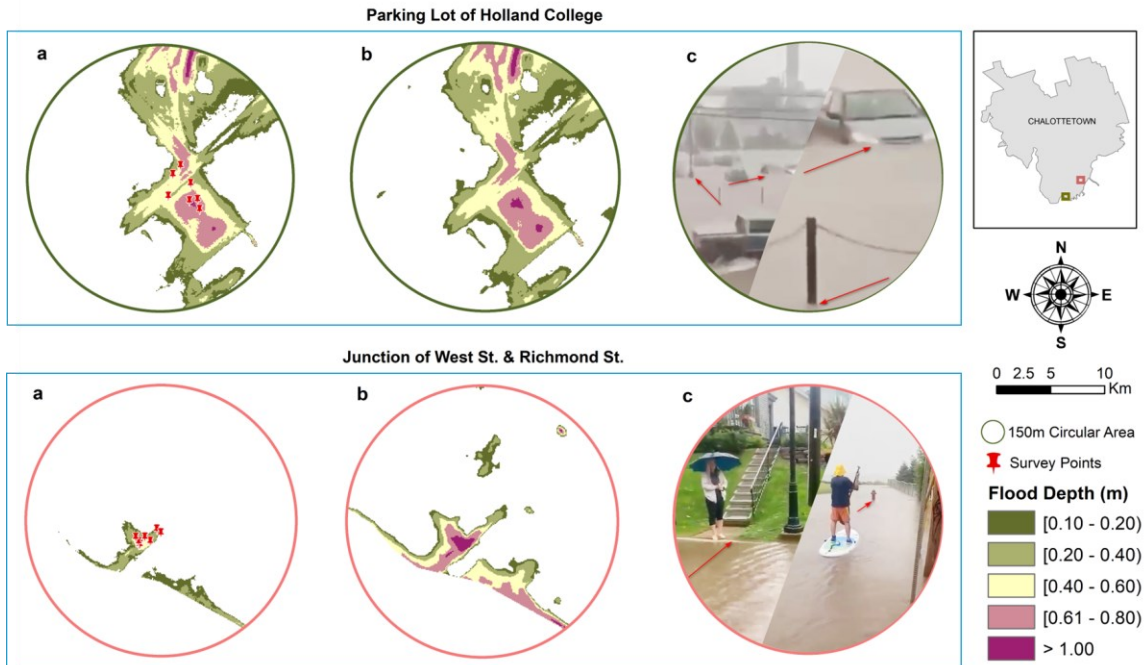 Parking Lot of Holland College
a
b
c
Junction of West St. & Richmond St.
a
b
c
CHALOTTETOWN
N
W
E
S
0 2.5 5 10
Km
150m Circular Area
Survey Points
Flood Depth (m)
[0.10 - 0.20)
[0.20 - 0.40)
[0.40 - 0.60)
[0.61 - 0.80)
> 1.00